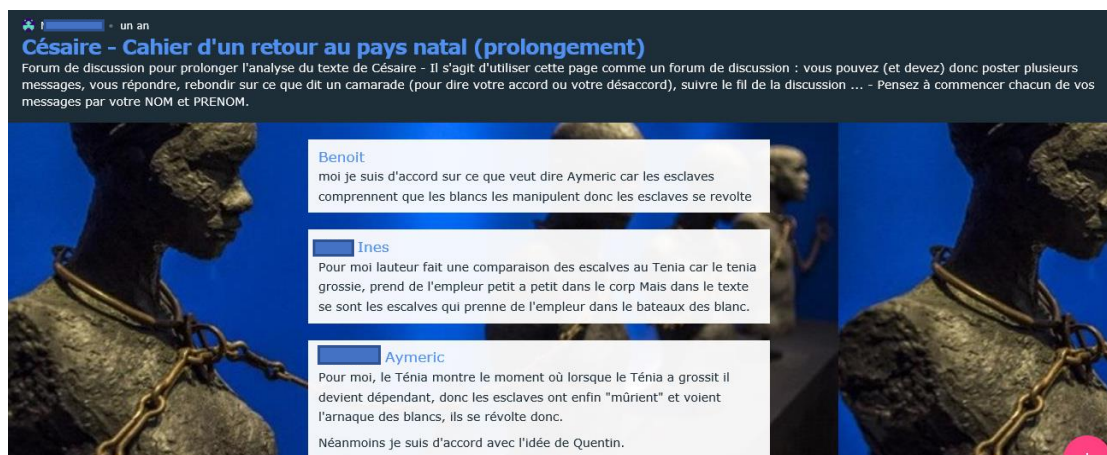 un an
Césaire - Cahier d'un retour au pays natal (prolongement)
Forum de discussion pour prolonger l'analyse du texte de Césaire - Il s'agit d'utiliser cette page comme un forum de discussion : vous pouvez (et devez) donc poster plusieurs
messages, vous répondre, rebondir sur ce que dit un camarade (pour dire votre accord ou votre désaccord), suivre le fil de la discussion ... - Pensez à commencer chacun de vos
messages par votre NOM et PRENOM.
Benoit
moi je suis d'accord sur ce que veut dire Aymeric car les esclaves
comprennent que les blancs les manipulent donc les esclaves se revolte
Ines
Pour moi lauteur fait une comparaison des escalves au Tenia car le tenia
grossie, prend de l'empleur petit a petit dans le corp Mais dans le texte
se sont les escalves qui prenne de l'empleur dans le bateaux des blanc.
Aymeric
Pour moi, le Ténia montre le moment où lorsque le Ténia a grossit il
devient dépendant, donc les esclaves ont enfin "mûrient" et voient
l'arnaque des blancs, ils se révolte donc.
Néanmoins je suis d'accord avec l'idée de Quentin.